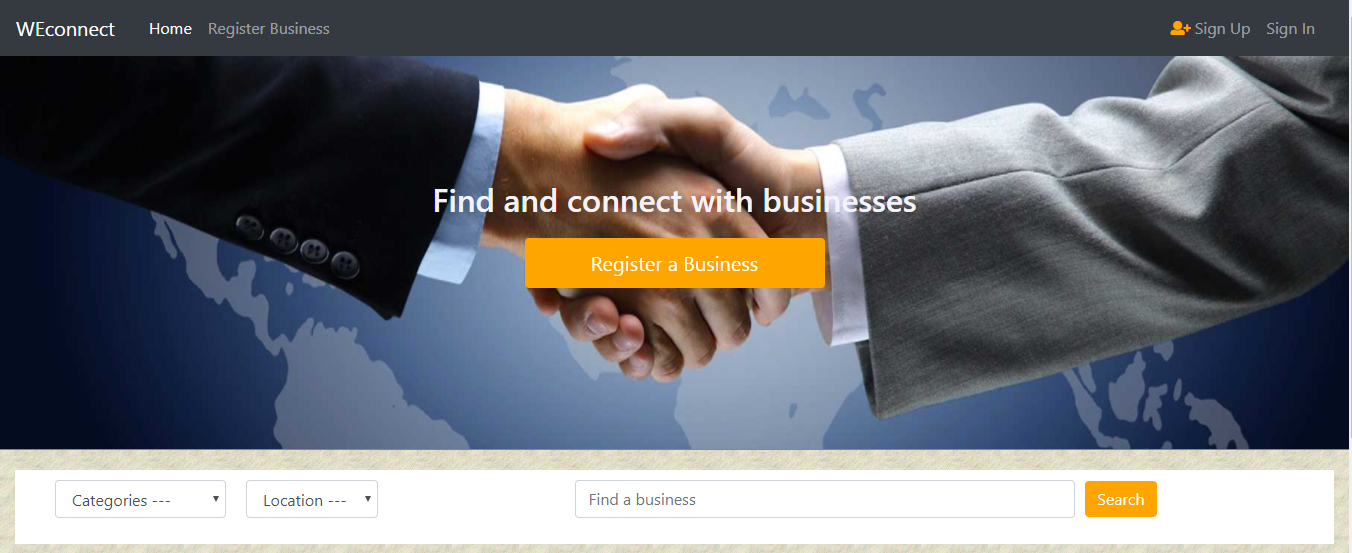 WEconnect Home Register Business Sign Up Sign In
Find and connect with businesses
Register a Business
Categories --- Location --- Find a business Search